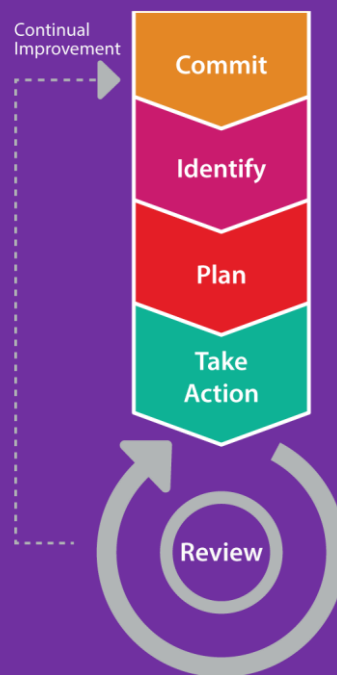 Continual
Improvement
Commit
Identify
Plan
Take
Action
Review